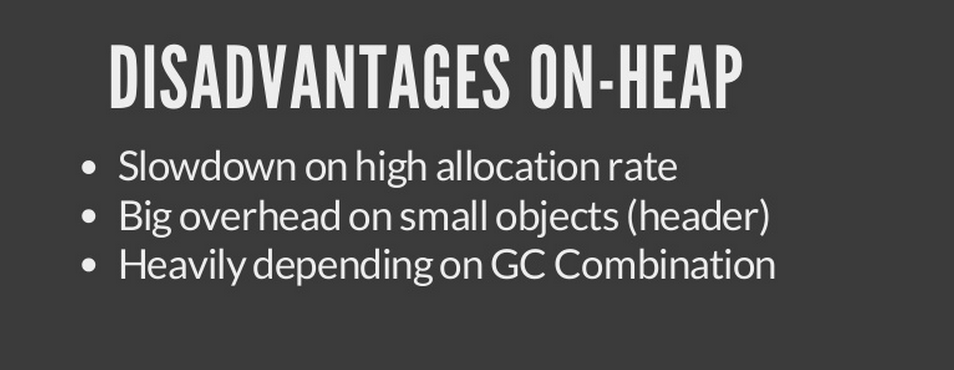 DISADVANTAGES ON-HEAP
• Slowdown on high allocation rate
• Big overhead on small objects (header)
• Heavily depending on GC Combination